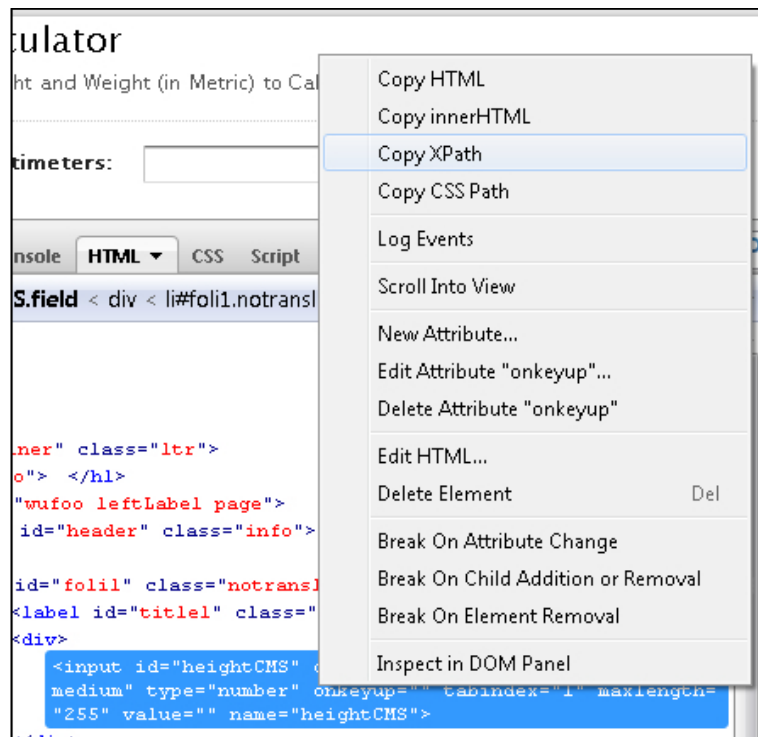 ulator
ht and Weight (in Metric) to Cal
timeters:
Copy HTML
Copy innerHTML
Copy XPath
Copy CSS Path
Log Events
Scroll Into View
New Attribute...
Edit Attribute "onkeyup"...
Delete Attribute "onkeyup"
Edit HTML...
Delete Element Del
Break On Attribute Change
Break On Child Addition or Removal
Break On Element Removal
Inspect in DOM Panel
nsole HTML ▼ CSS Script
S.field < div < li#foli1.notransl
ner" class="ltr">
o"> </h1>
"wufoo leftLabel page">
id="header" class="info">
id="foli1" class="notransl
<label id="title1" class="
<div>
<input id="heightCMS"
medium" type="number" onkeyup="" tabindex="1" maxlength=
"255" value="" name="heightCMS">